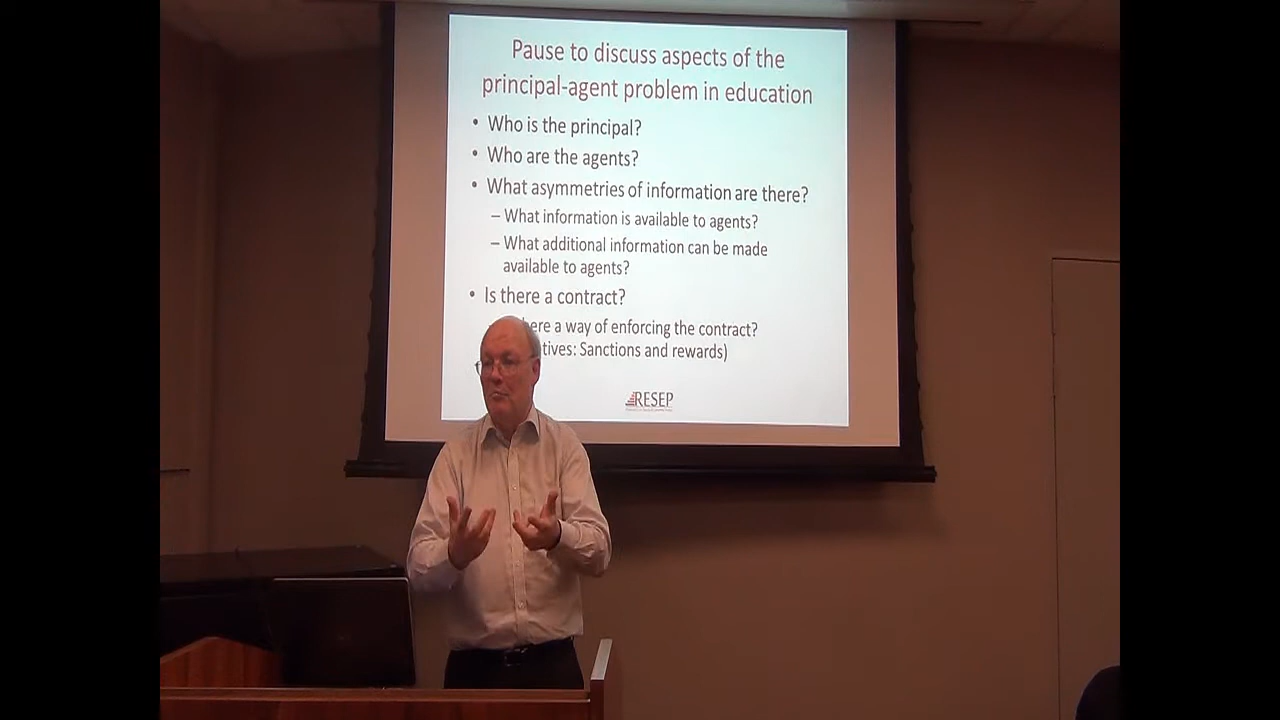 Pause to discuss aspects of the
principal-agent problem in education
• Who is the principal?
• Who are the agents?
• What asymmetries of information are there?
– What information is available to agents?
– What additional information can be made
available to agents?
• Is there a contract?
a way of enforcing the contract?
Sanctions and rewards)
RESEP